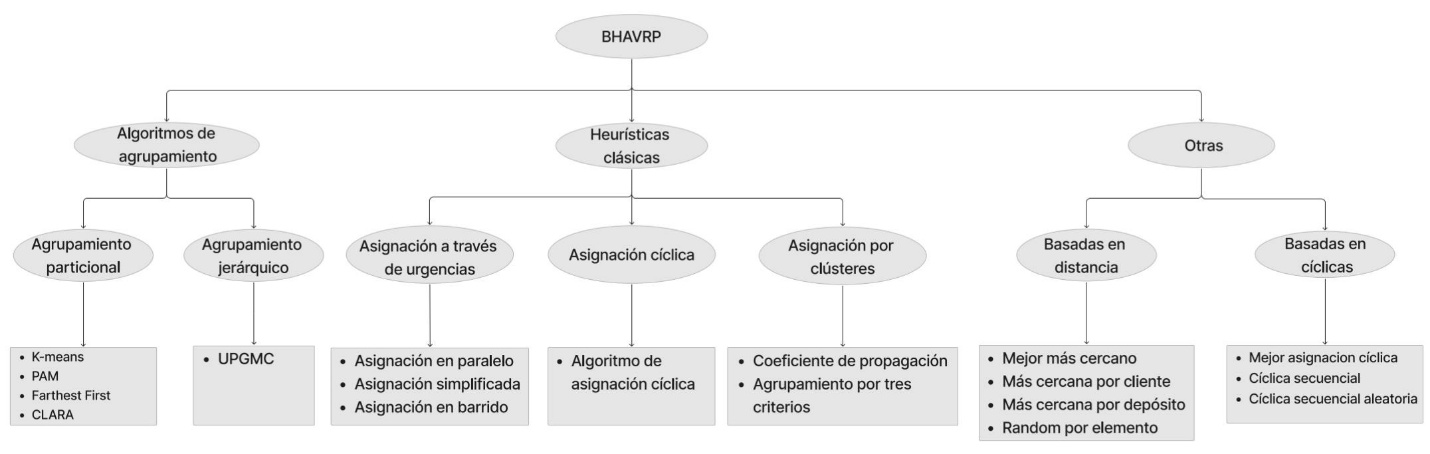 BHAVRP
Algoritmos de
agrupamiento
Heurísticas
clásicas
Otras
Agrupamiento
particional
Agrupamiento
jerárquico
Asignación a través
de urgencias
Asignación cíclica
Asignación por
clústeres
Basadas en
distancia
Basadas en
cíclicas
• K-means
• PAM
• Farthest First
• CLARA
• UPGMC
• Asignación en paralelo
• Asignación simplificada
• Asignación en barrido
• Algoritmo de
asignación cíclica
• Coeficiente de propagación
• Agrupamiento por tres
criterios
• Mejor más cercano
• Más cercana por cliente
• Más cercana por depósito
• Random por elemento
• Mejor asignacion cíclica
• Cíclica secuencial
• Cíclica secuencial aleatoria